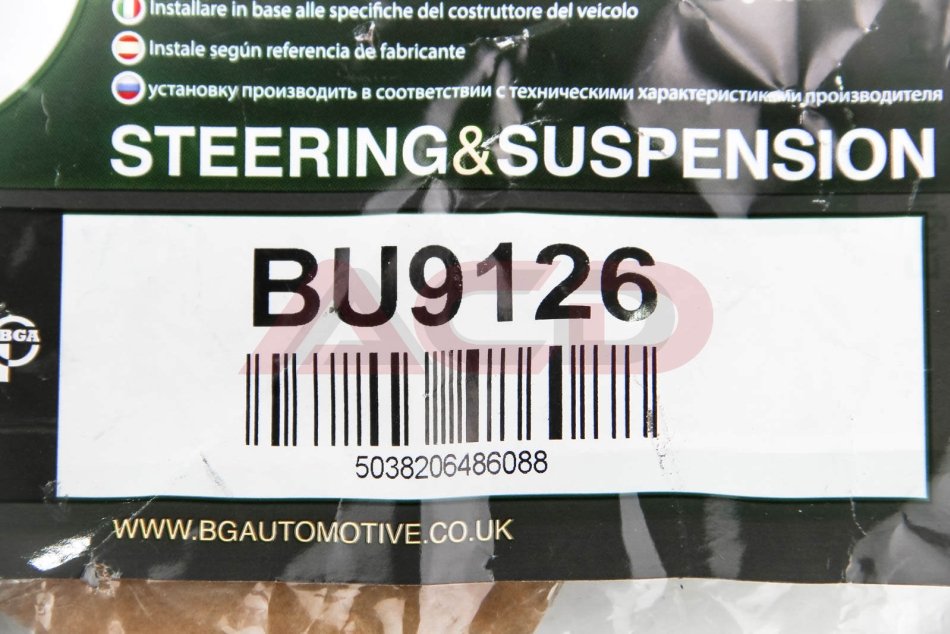 Installare in base alle specifiche del costruttore del veicolo
Instale según referencia de fabricante
установку производить в соответствии с техническими характеристиками производителя
STEERING&SUSPENSION
BU9126
ACD
BGA
5038206486088
WWW.BGAUTOMOTIVE.CO.UK